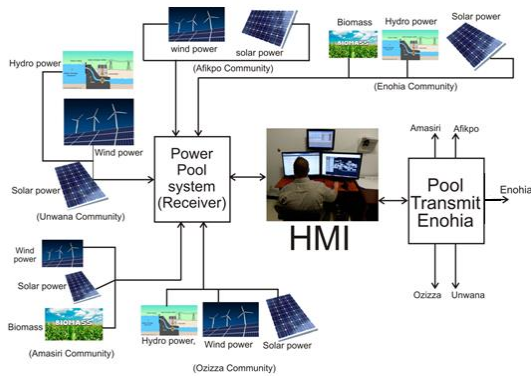 wind power
solar power
(Afikpo Community)
Biomass
Hydro power
Solar power
BIOMASS
(Enohia Community)
Hydro power
Wind power
Solar power
(Unwana Community)
Power
Pool
system
(Receiver)
HMI
Amasiri
Afikpo
Pool
Transmit
Enohia
Enohia
Ozizza
Unwana
Wind
power
Solar power
Biomass
BIOMASS
(Amasiri Community)
Hydro power,
Wind power
Solar power
(Ozizza Community)